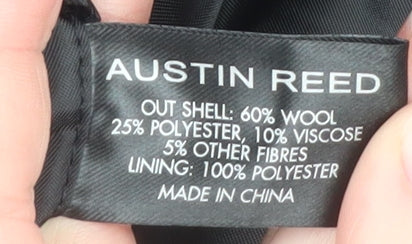 AUSTIN REED
OUT SHELL: 60% WOOL
25% POLYESTER, 10% VISCOSE
5% OTHER FIBRES
LINING: 100% POLYESTER
MADE IN CHINA